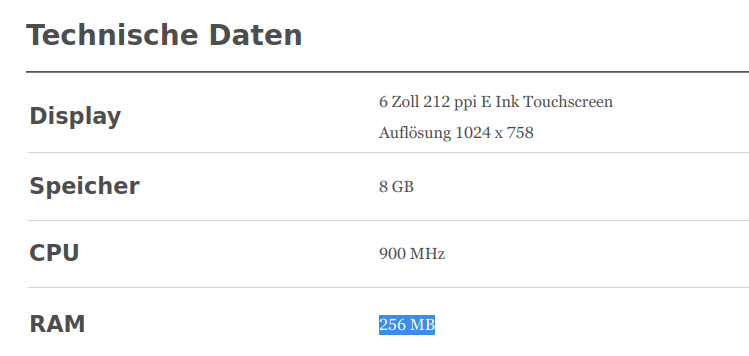 Technische Daten
Display
6 Zoll 212 ppi E Ink Touchscreen
Auflösung 1024 x 758
Speicher
8 GB
CPU
900 MHz
RAM
256 MB